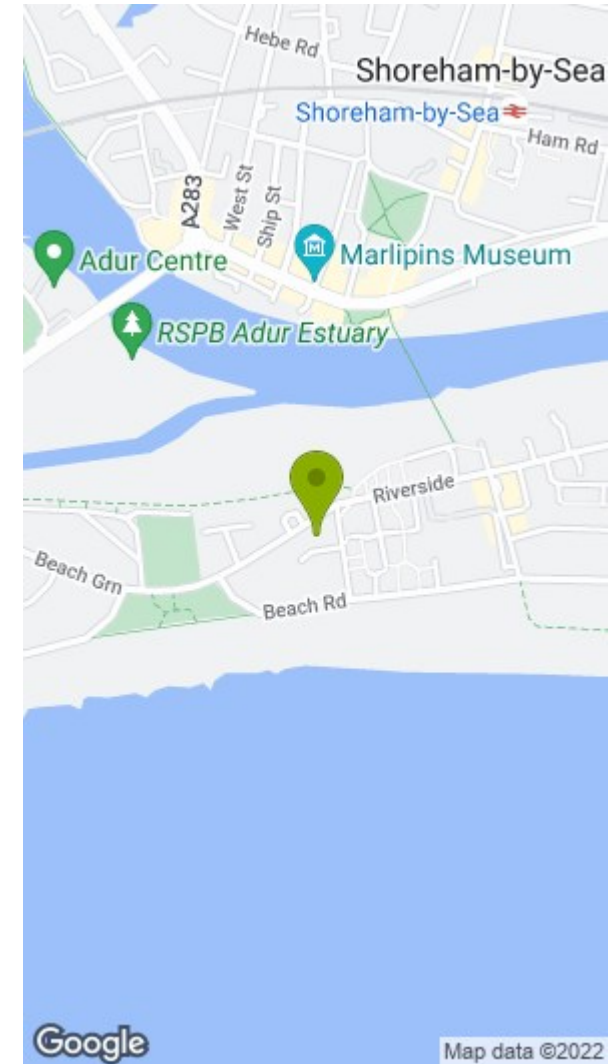 Hebe Rd
Shoreham-by-Sea
Shoreham-by-Sea
Ham Rd
A283
West St
Ship St
M
Marlipins Museum
Adur Centre
RSPB Adur Estuary
Riverside
Beach Grn
Beach Rd
Google
Map data ©2022